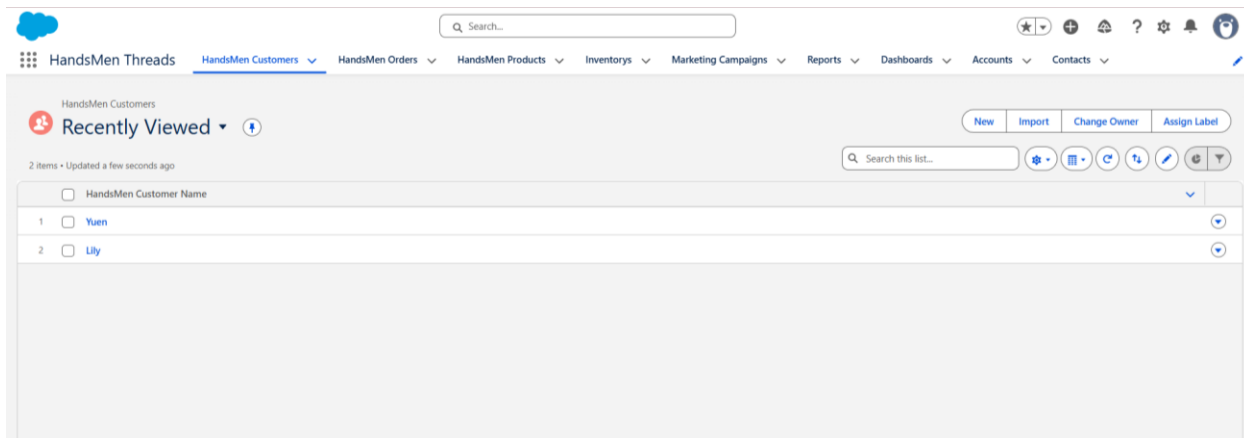 Search...
HandsMen Threads HandsMen Customers HandsMen Orders HandsMen Products Inventorys Marketing Campaigns Reports Dashboards Accounts Contacts
HandsMen Customers
Recently Viewed
New Import Change Owner Assign Label
2 items • Updated a few seconds ago
Search this list...
HandsMen Customer Name
1 Yuen
2 Lily